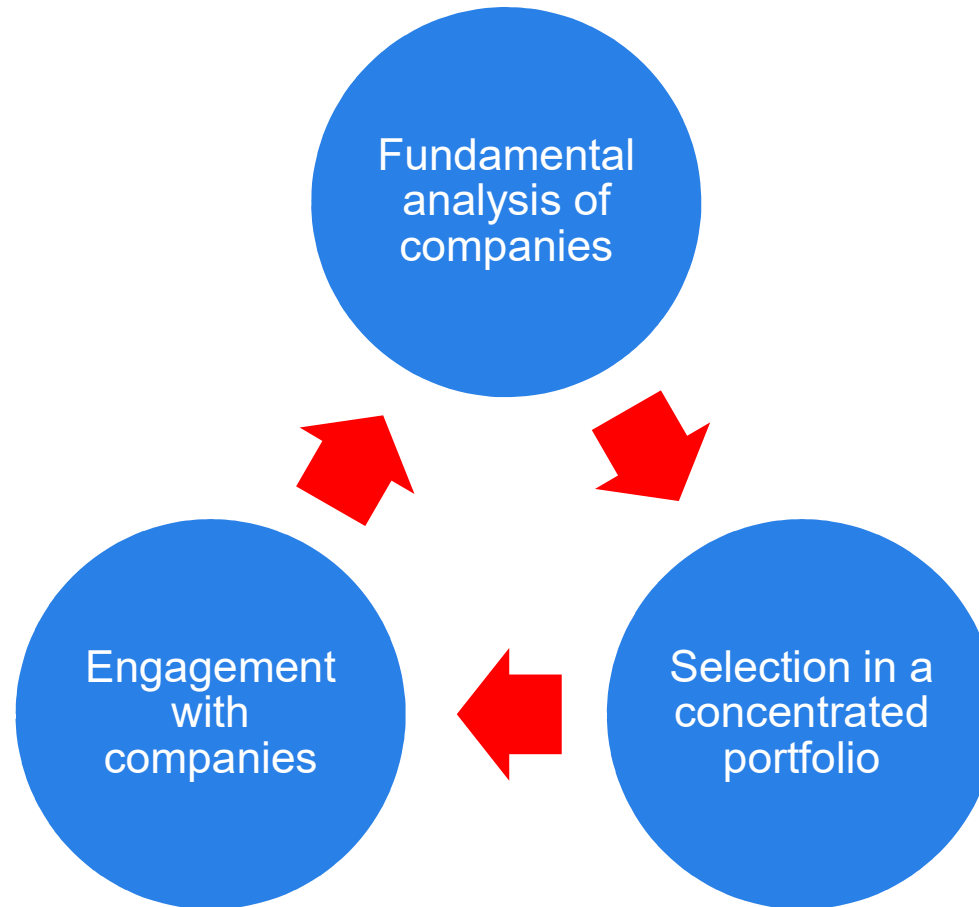 Fundamental
analysis of
companies
Engagement
with
companies
Selection in a
concentrated
portfolio